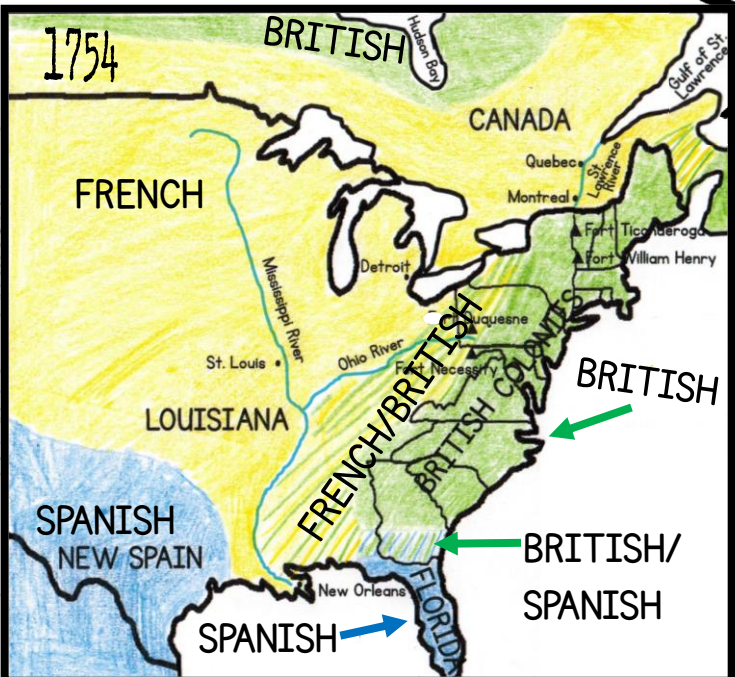 1754
BRITISH
Hudson Bay
Gulf of St.
Lawrence
CANADA
Quebec
St.
Lawrence
River
Montreal
FRENCH
Fort Ticonderoga
Fort William Henry
Detroit
Mississippi River
Duquesne
Ohio River
St. Louis
Fort Necessity
FRENCH/BRITISH
BRITISH COLONIES
BRITISH
LOUISIANA
SPANISH
NEW SPAIN
BRITISH/
SPANISH
New Orleans
FLORIDA
SPANISH